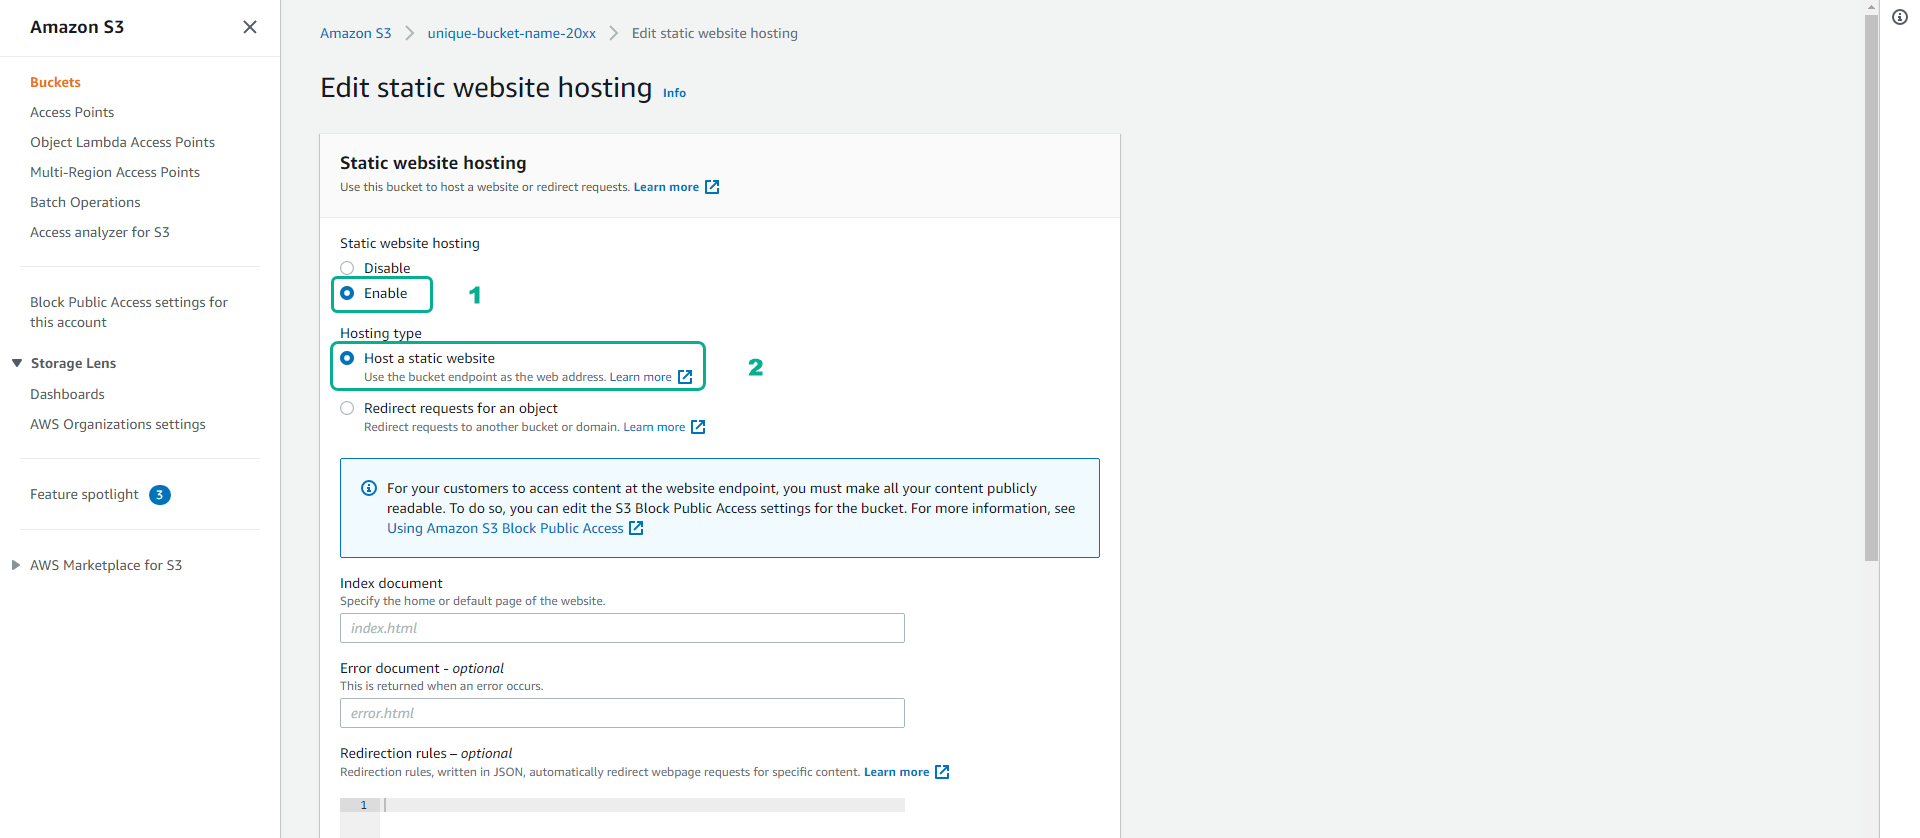 Amazon S3
Buckets
Access Points
Object Lambda Access Points
Multi-Region Access Points
Batch Operations
Access analyzer for S3
Block Public Access settings for
this account
Storage Lens
Dashboards
AWS Organizations settings
Feature spotlight 3
AWS Marketplace for S3
Amazon S3 unique-bucket-name-20xx Edit static website hosting
Edit static website hosting Info
Static website hosting
Use this bucket to host a website or redirect requests. Learn more
Static website hosting
Disable
Enable 1
Hosting type
Host a static website
Use the bucket endpoint as the web address. Learn more
2
Redirect requests for an object
Redirect requests to another bucket or domain. Learn more
For your customers to access content at the website endpoint, you must make all your content publicly
readable. To do so, you can edit the S3 Block Public Access settings for the bucket. For more information, see
Using Amazon S3 Block Public Access
Index document
Specify the home or default page of the website.
index.html
Error document - optional
This is returned when an error occurs.
error.html
Redirection rules – optional
Redirection rules, written in JSON, automatically redirect webpage requests for specific content. Learn more
1